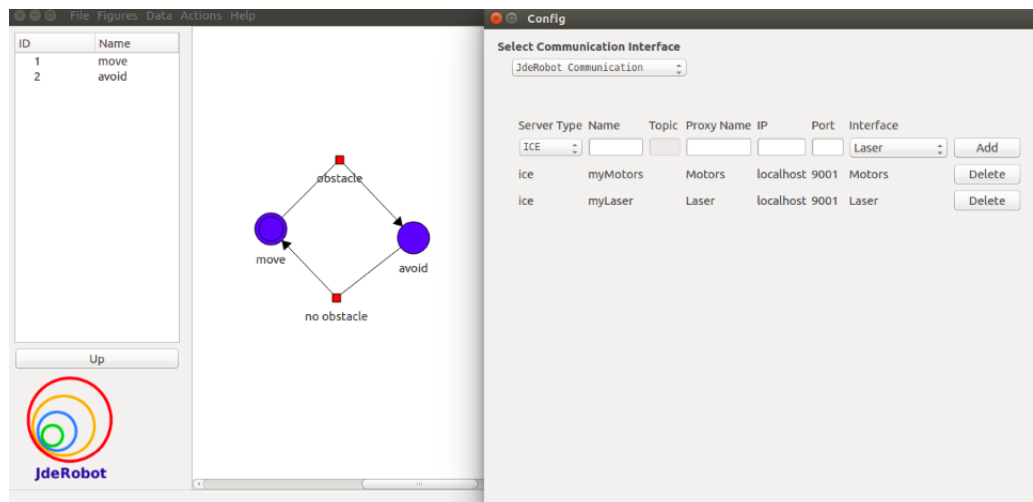 File Figures Data Actions Help
ID Name
1 move
2 avoid
Up
JdeRobot
obstacle
move
avoid
no obstacle
Config
Select Communication Interface
JdeRobot Communication
Server Type Name Topic Proxy Name IP Port Interface
ICE Laser Add
ice myMotors Motors localhost 9001 Motors Delete
ice myLaser Laser localhost 9001 Laser Delete